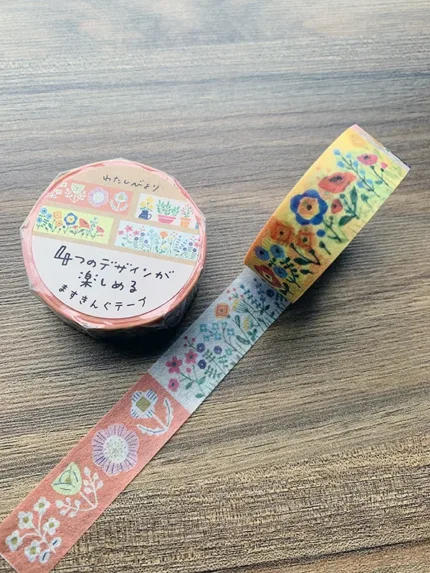 わたしびより
4つのデザインが
楽しめる
ますきんぐテープ